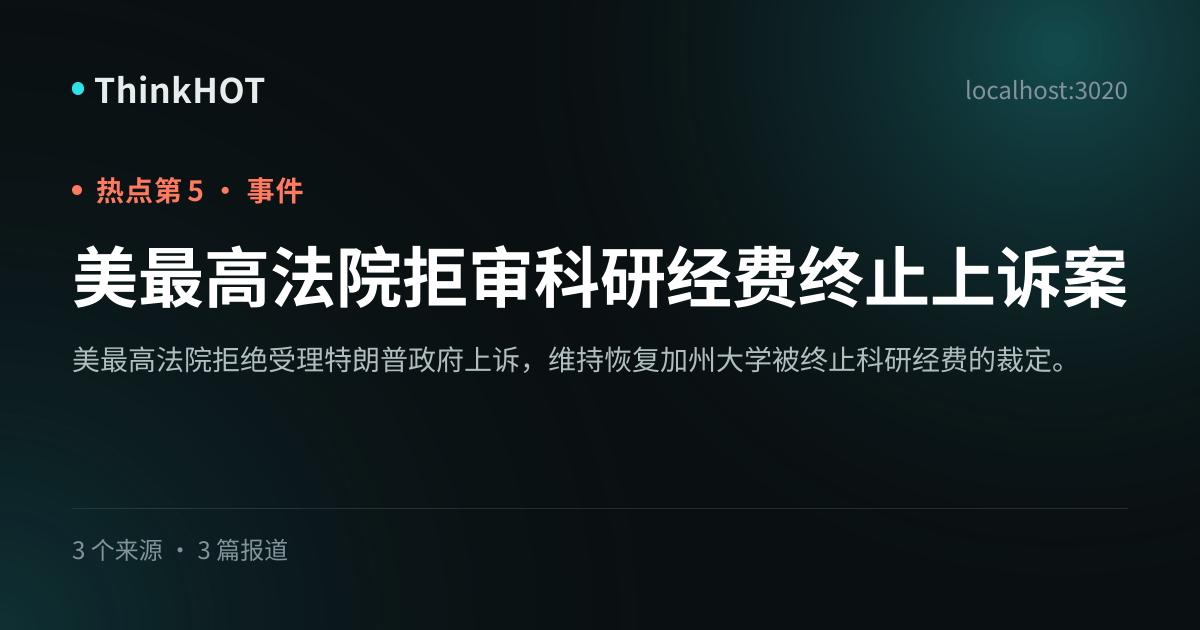 ThinkHOT
localhost:3020
热点第 5 · 事件
美最高法院拒审科研经费终止上诉案
美最高法院拒绝受理特朗普政府上诉，维持恢复加州大学被终止科研经费的裁定。
3 个来源 · 3 篇报道